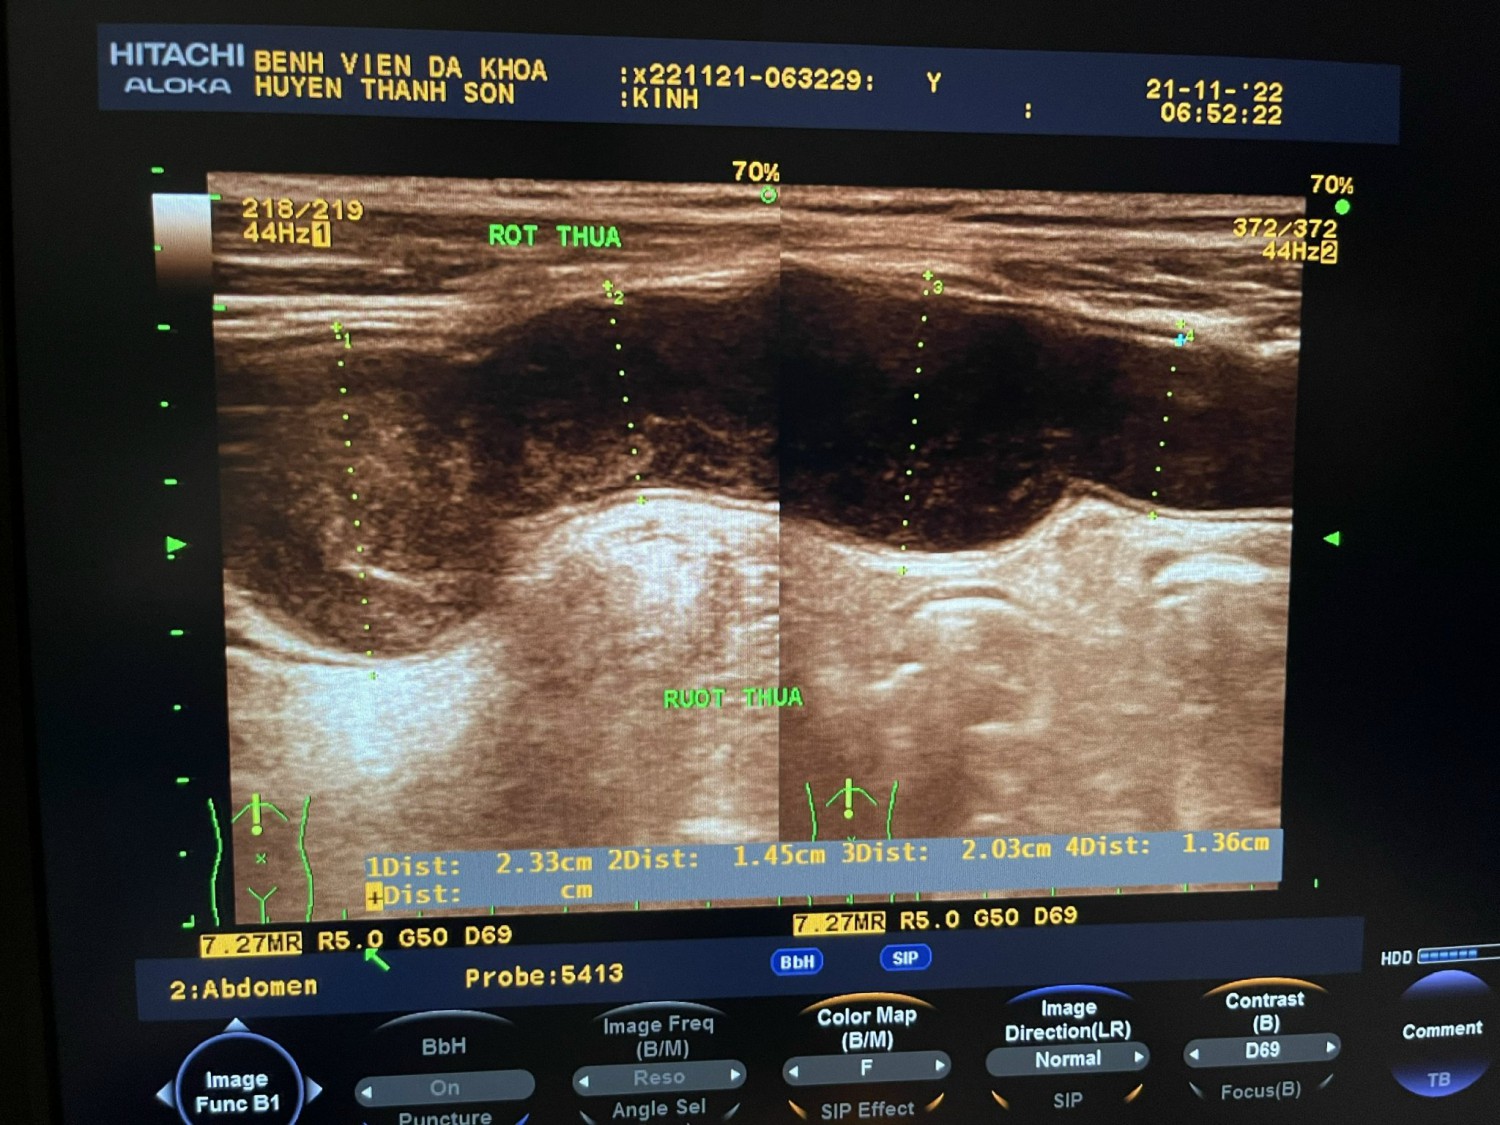 HITACHI
ALOKA
BENH VIEN DA KHOA
HUYEN THANH SON
:x221121-063229: Y
:KINH
:
21-11-'22
06:52:22
70%
70%
218/219
44Hz1
ROT THUA
372/372
44Hz2
1
2
3
4
RUOT THUA
1Dist: 2.33cm 2Dist: 1.45cm 3Dist: 2.03cm 4Dist: 1.36cm
+Dist: cm
7.27MR R5.0 G50 D69
7.27MR R5.0 G50 D69
2:Abdomen
Probe:5413
BbH
SIP
HDD
Image
Func B1
BbH
On
Puncture
Image Freq
(B/M)
Reso
Angle Sel
Color Map
(B/M)
F
SIP Effect
Image
Direction(LR)
Normal
SIP
Contrast
(B)
D69
Focus(B)
Comment
TB